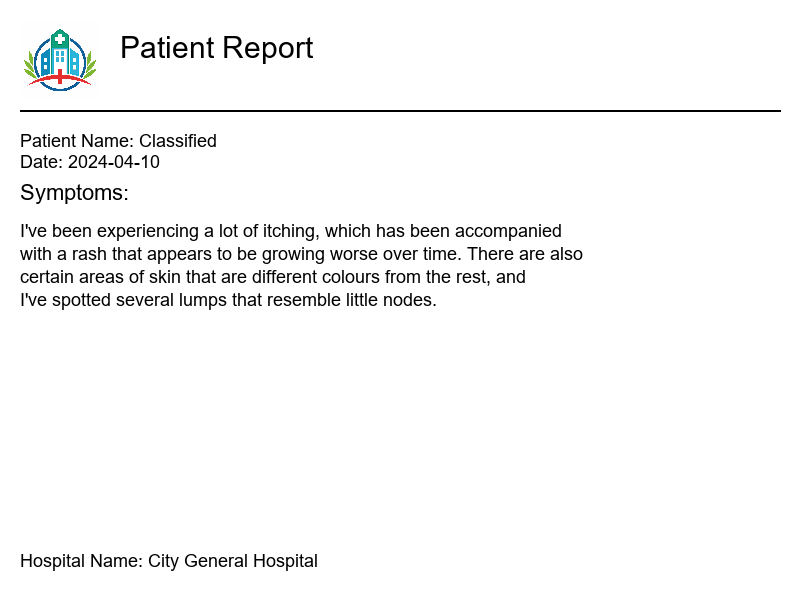 Patient Report
Patient Name: Classified
Date: 2024-04-10
Symptoms:
I've been experiencing a lot of itching, which has been accompanied
with a rash that appears to be growing worse over time. There are also
certain areas of skin that are different colours from the rest, and
I've spotted several lumps that resemble little nodes.
Hospital Name: City General Hospital